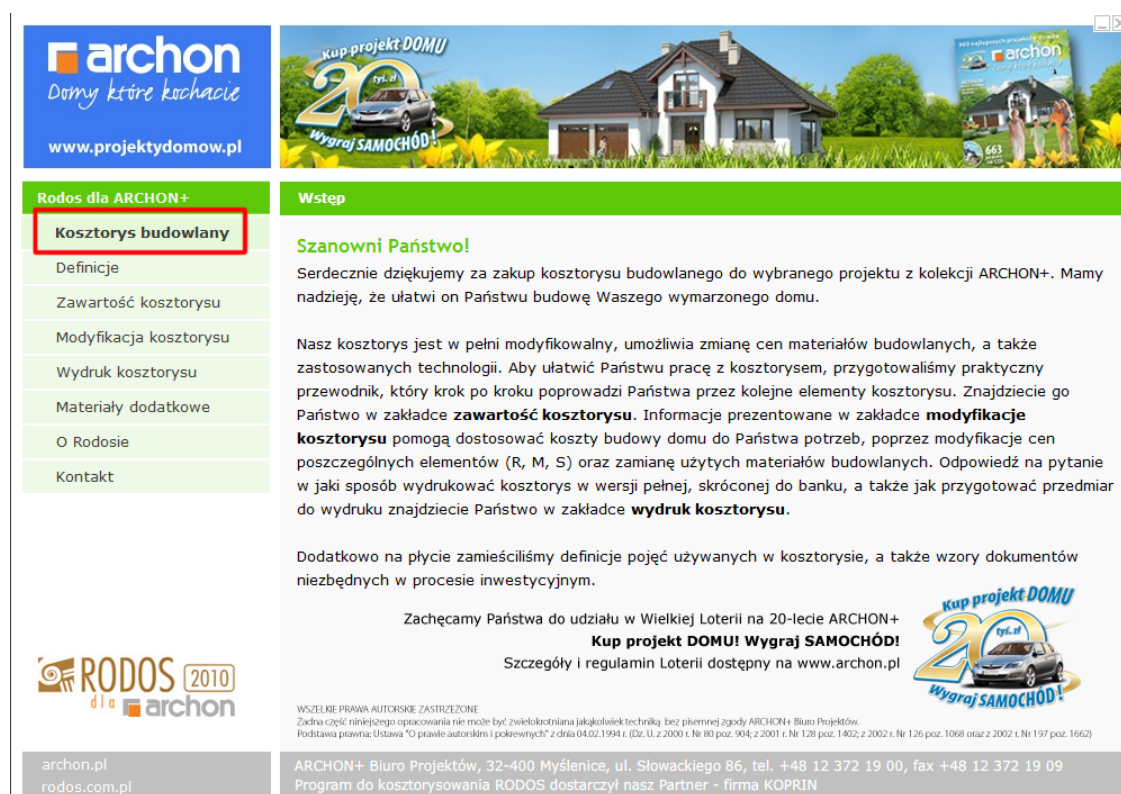 archon
Domy które kochacie
www.projektydomow.pl
Kup projekt DOMU
20
tyś. zł
Wygraj SAMOCHÓD!
archon
663
Rodos dla ARCHON+
Kosztorys budowlany
Definicje
Zawartość kosztorysu
Modyfikacja kosztorysu
Wydruk kosztorysu
Materiały dodatkowe
O Rodosie
Kontakt
Wstęp
Szanowni Państwo!
Serdecznie dziękujemy za zakup kosztorysu budowlanego do wybranego projektu z kolekcji ARCHON+. Mamy
nadzieję, że ułatwi on Państwu budowę Waszego wymarzonego domu.
Nasz kosztorys jest w pełni modyfikowalny, umożliwia zmianę cen materiałów budowlanych, a także
zastosowanych technologii. Aby ułatwić Państwu pracę z kosztorysem, przygotowaliśmy praktyczny
przewodnik, który krok po kroku poprowadzi Państwa przez kolejne elementy kosztorysu. Znajdziecie go
Państwo w zakładce zawartość kosztorysu. Informacje prezentowane w zakładce modyfikacje
kosztorysu pomogą dostosować koszty budowy domu do Państwa potrzeb, poprzez modyfikacje cen
poszczególnych elementów (R, M, S) oraz zamianę użytych materiałów budowlanych. Odpowiedź na pytanie
w jaki sposób wydrukować kosztorys w wersji pełnej, skróconej do banku, a także jak przygotować przedmiar
do wydruku znajdziecie Państwo w zakładce wydruk kosztorysu.
Dodatkowo na płycie zamieściliśmy definicje pojęć używanych w kosztorysie, a także wzory dokumentów
niezbędnych w procesie inwestycyjnym.
Zachęcamy Państwa do udziału w Wielkiej Loterii na 20-lecie ARCHON+
Kup projekt DOMU! Wygraj SAMOCHÓD!
Szczegóły i regulamin Loterii dostępny na www.archon.pl
Kup projekt DOMU
20
tyś. zł
Wygraj SAMOCHÓD!
RODOS 2010
dla archon
WSZELKIE PRAWA AUTORSKIE ZASTRZEŻONE
Żadna część niniejszego opracowania nie może być zwielokrotniana jakąkolwiek techniką bez pisemnej zgody ARCHON+ Biuro Projektów.
Podstawa prawna: Ustawa "O prawie autorskim i pokrewnych" z dnia 04.02.1994 r. (Dz. U. z 2000 r. Nr 80 poz. 904; z 2001 r. Nr 128 poz. 1402; z 2002 r. Nr 126 poz. 1068 oraz z 2002 r. Nr 197 poz. 1662)
archon.pl
rodos.com.pl
ARCHON+ Biuro Projektów, 32-400 Myślenice, ul. Słowackiego 86, tel. +48 12 372 19 00, fax +48 12 372 19 09
Program do kosztorysowania RODOS dostarczył nasz Partner - firma KOPRIN